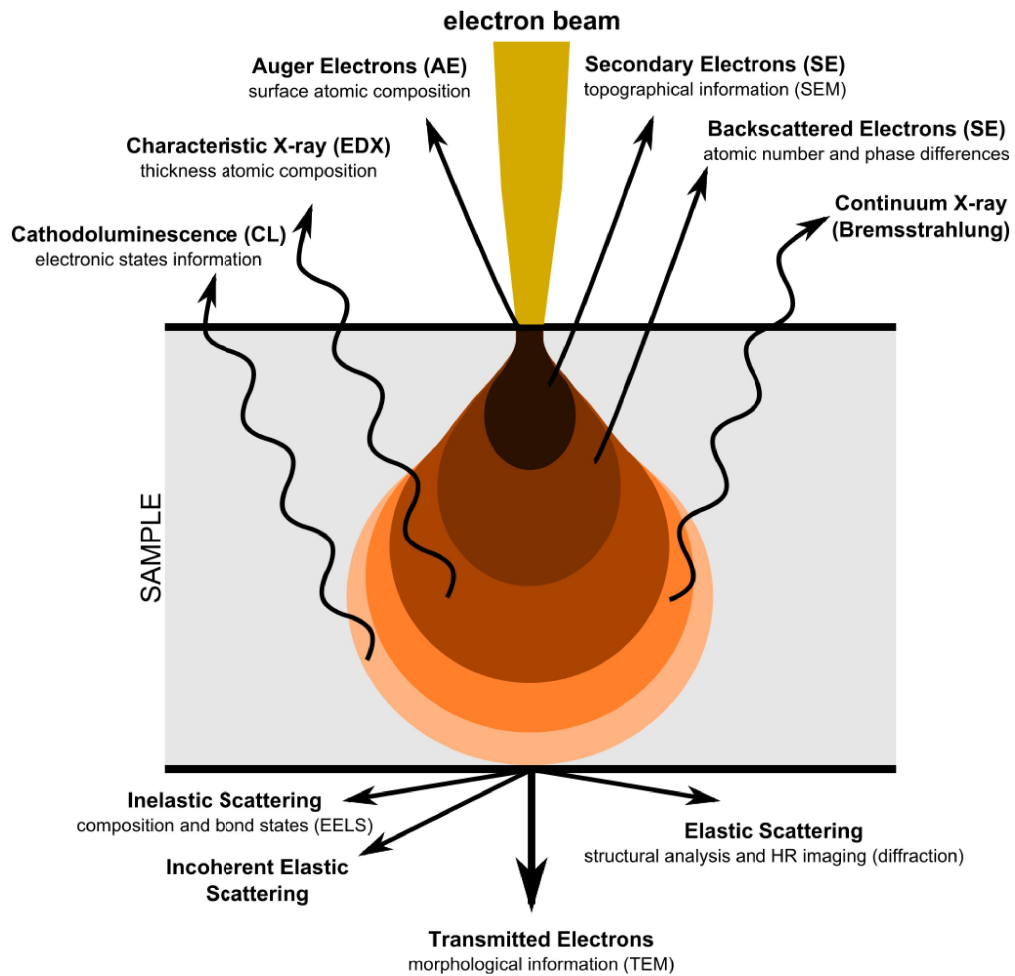 electron beam
Auger Electrons (AE)
surface atomic composition
Secondary Electrons (SE)
topographical information (SEM)
Characteristic X-ray (EDX)
thickness atomic composition
Backscattered Electrons (SE)
atomic number and phase differences
Cathodoluminescence (CL)
electronic states information
Continuum X-ray
(Bremsstrahlung)
SAMPLE
Inelastic Scattering
composition and bond states (EELS)
Incoherent Elastic
Scattering
Elastic Scattering
structural analysis and HR imaging (diffraction)
Transmitted Electrons
morphological information (TEM)